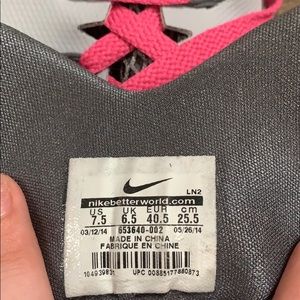 LN2
nikebetterworld.com
US UK EUR cm
7.5 6.5 40.5 25.5
03/12/14 653640-002 05/26/14
MADE IN CHINA
FABRIQUÉ EN CHINE